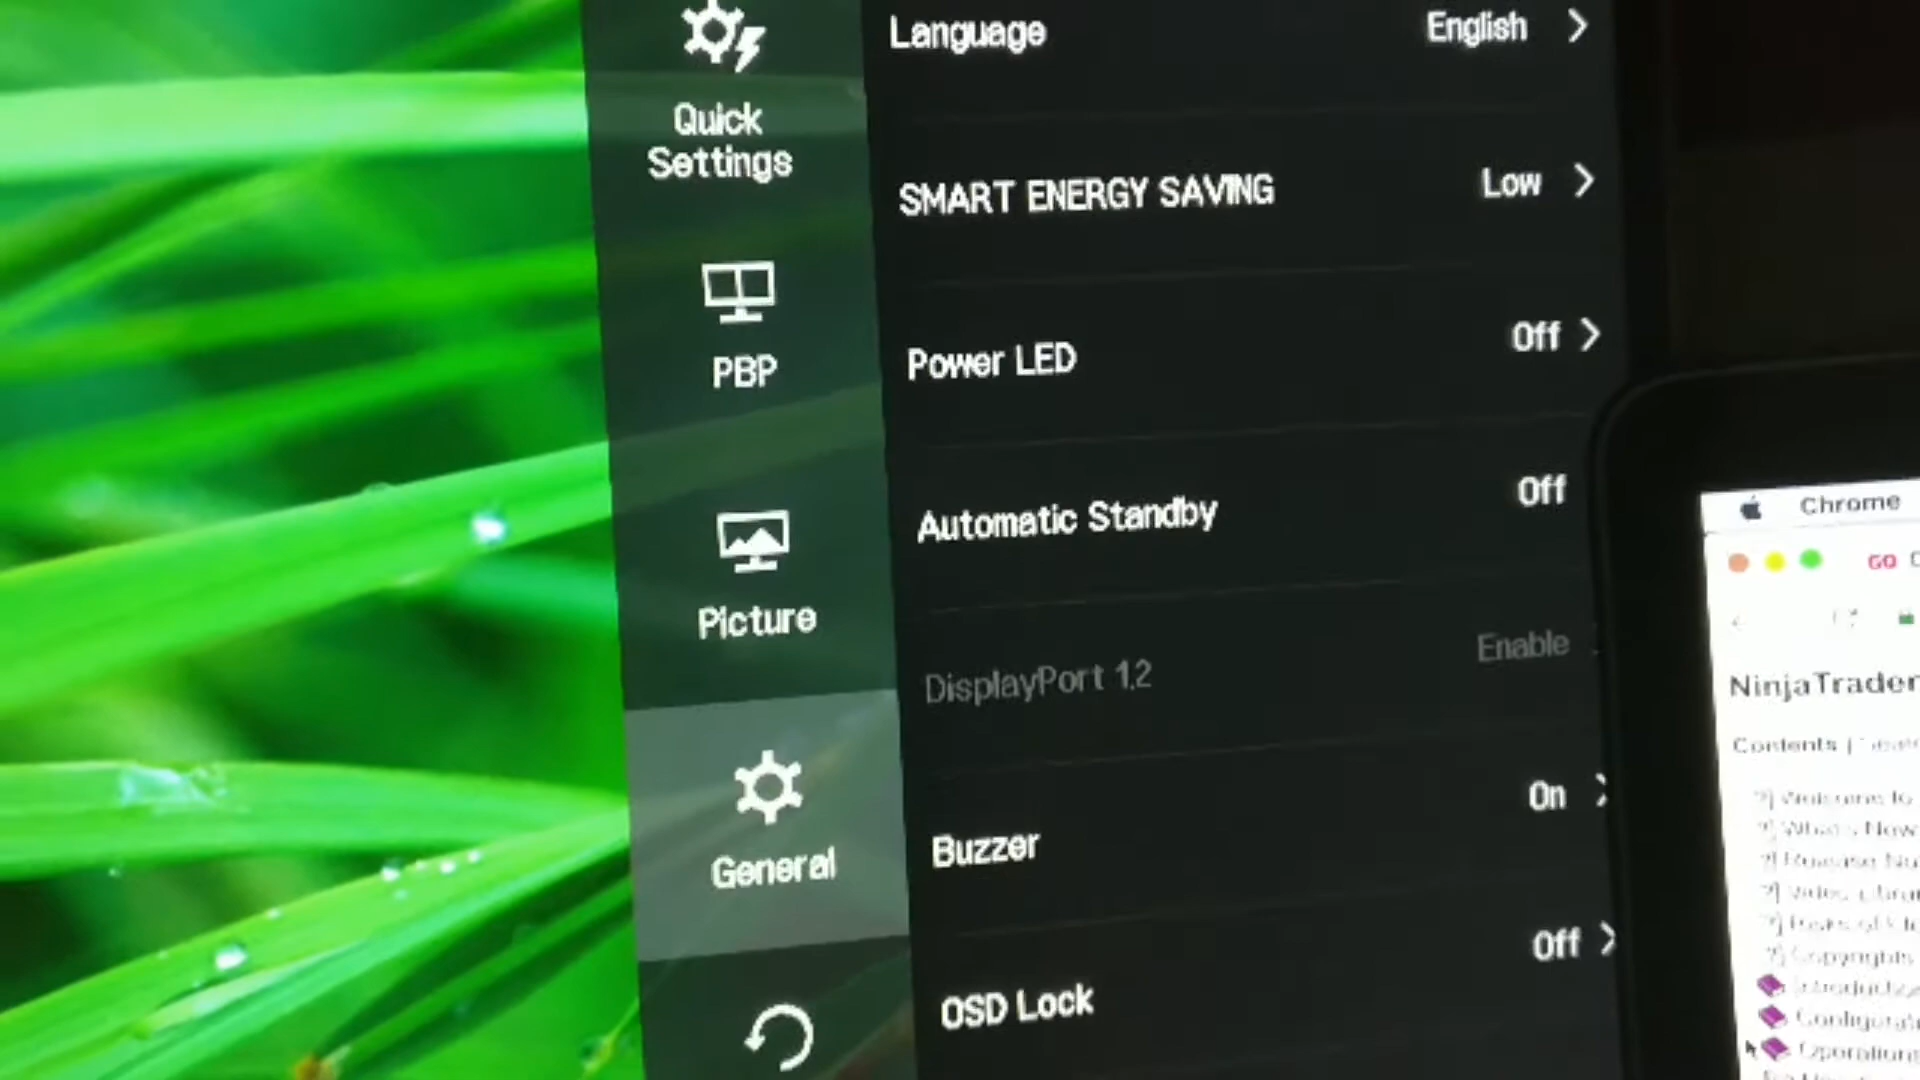 Language English
Quick
Settings
SMART ENERGY SAVING Low
PBP
Power LED Off
Automatic Standby Off
Picture
DisplayPort 1.2 Enable
General
Buzzer On
OSD Lock Off
Chrome
GO
NinjaTrader
Contents